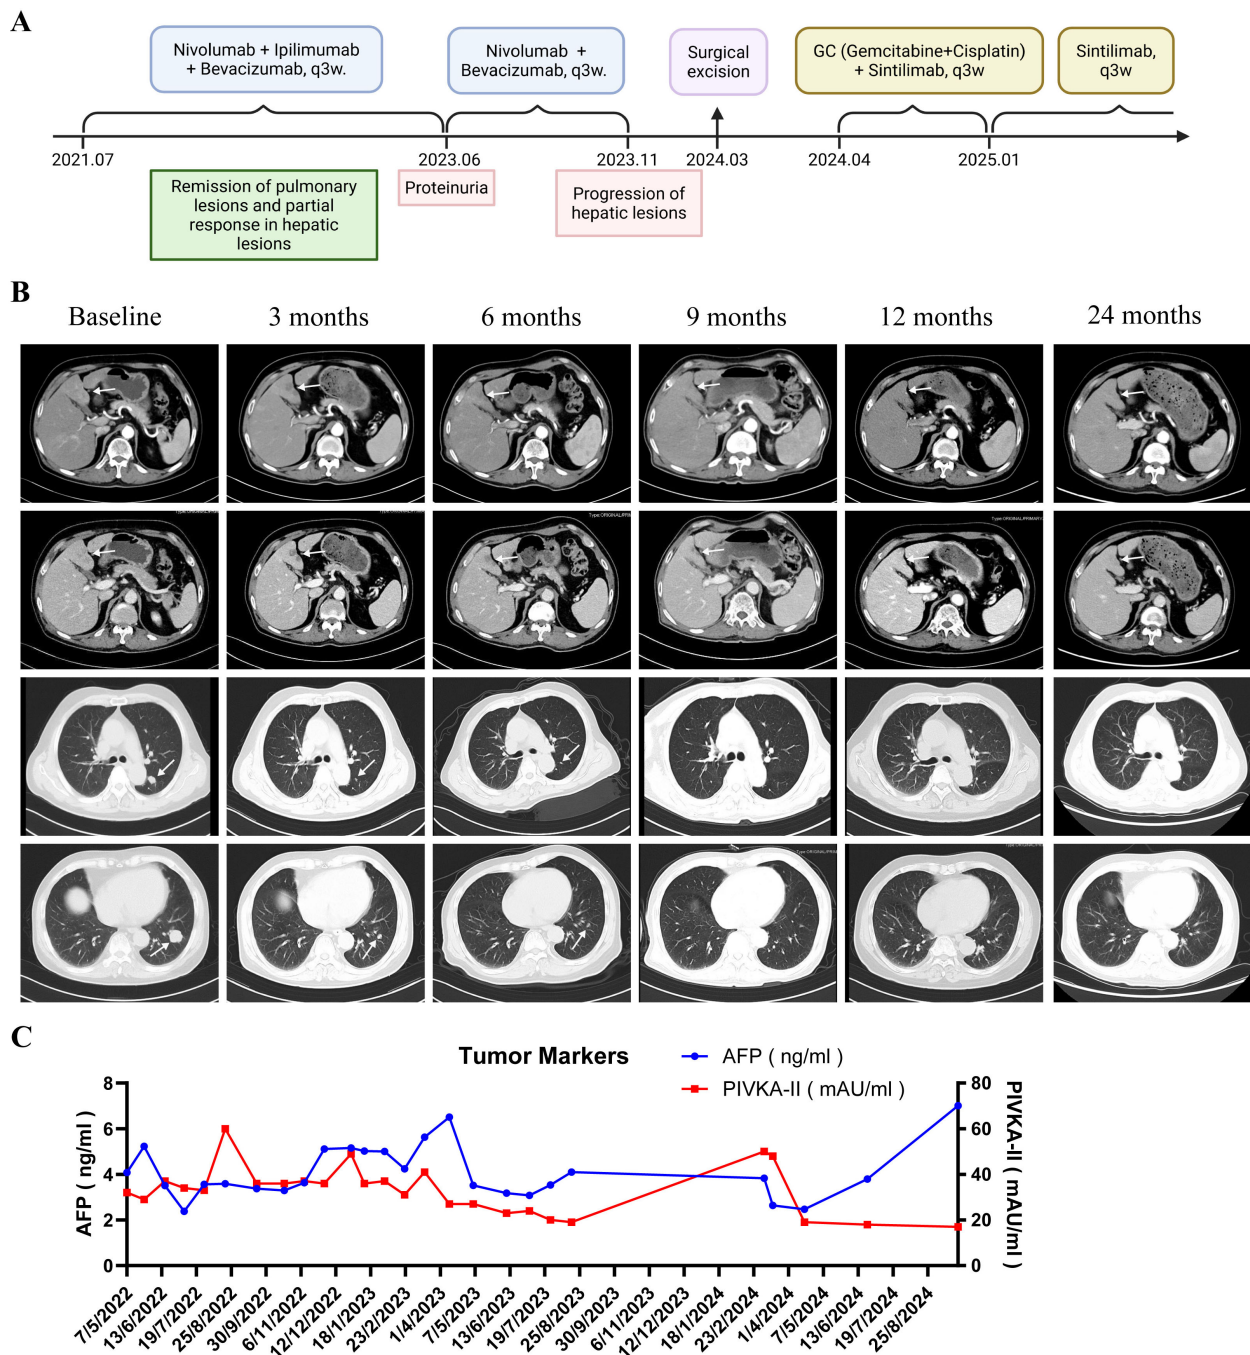 A
Nivolumab + Ipilimumab
+ Bevacizumab, q3w.
Nivolumab +
Bevacizumab, q3w.
Surgical
excision
GC (Gemcitabine+Cisplatin)
+ Sintilimab, q3w
Sintilimab,
q3w
2021.07
2023.06
2023.11
2024.03
2024.04
2025.01
Remission of pulmonary
lesions and partial
response in hepatic
lesions
Proteinuria
Progression of
hepatic lesions
B
Baseline
3 months
6 months
9 months
12 months
24 months
C
Tumor Markers
AFP ( ng/ml )
PIVKA-II ( mAU/ml )
AFP ( ng/ml )
8
6
4
2
0
80
60
40
20
0
PIVKA-II ( mAU/ml )
7/5/2022
13/6/2022
19/7/2022
25/8/2022
30/9/2022
6/11/2022
12/12/2022
18/1/2023
23/2/2023
1/4/2023
7/5/2023
13/6/2023
19/7/2023
25/8/2023
30/9/2023
6/11/2023
12/12/2023
18/1/2024
23/2/2024
1/4/2024
7/5/2024
13/6/2024
19/7/2024
25/8/2024